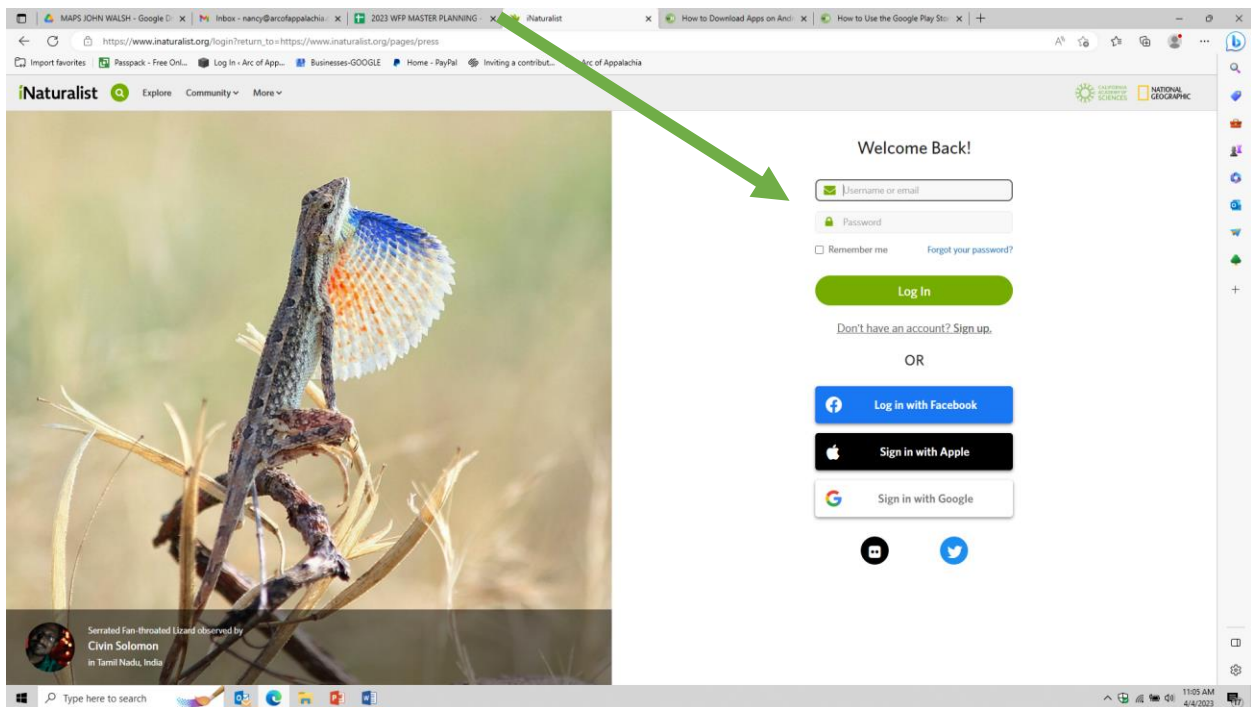 MAPS JOHN WALSH - Google D
Inbox - nancy@arcofappalachia.
2023 WFP MASTER PLANNING -
iNaturalist
How to Download Apps on And
How to Use the Google Play Sto
https://www.inaturalist.org/login?return_to=https://www.inaturalist.org/pages/press
Import favorites
Passpack - Free Onl...
Log In ‹ Arc of App...
Businesses-GOOGLE
Home - PayPal
Inviting a contribut...
Arc of Appalachia
iNaturalist
Explore
Community
More
CALIFORNIA ACADEMY OF SCIENCES
NATIONAL GEOGRAPHIC
Welcome Back!
Username or email
Password
Remember me
Forgot your password?
Log In
Don't have an account? Sign up.
OR
Log in with Facebook
Sign in with Apple
Sign in with Google
Serrated Fan-throated Lizard observed by
Civin Solomon
in Tamil Nadu, India
Type here to search
11:05 AM
4/4/2023